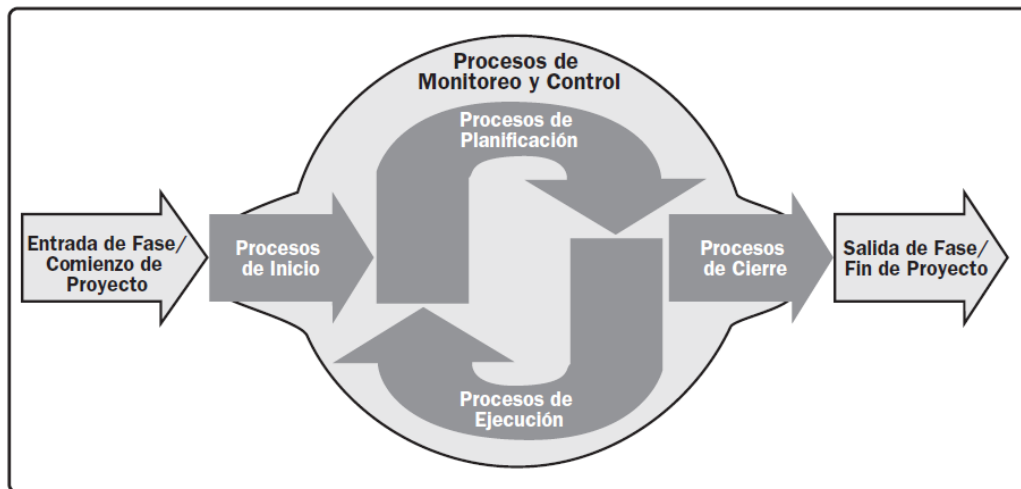 Procesos de
Monitoreo y Control
Procesos de
Planificación
Entrada de Fase/
Comienzo de
Proyecto
Procesos
de Inicio
Procesos
de Cierre
Salida de Fase/
Fin de Proyecto
Procesos de
Ejecución